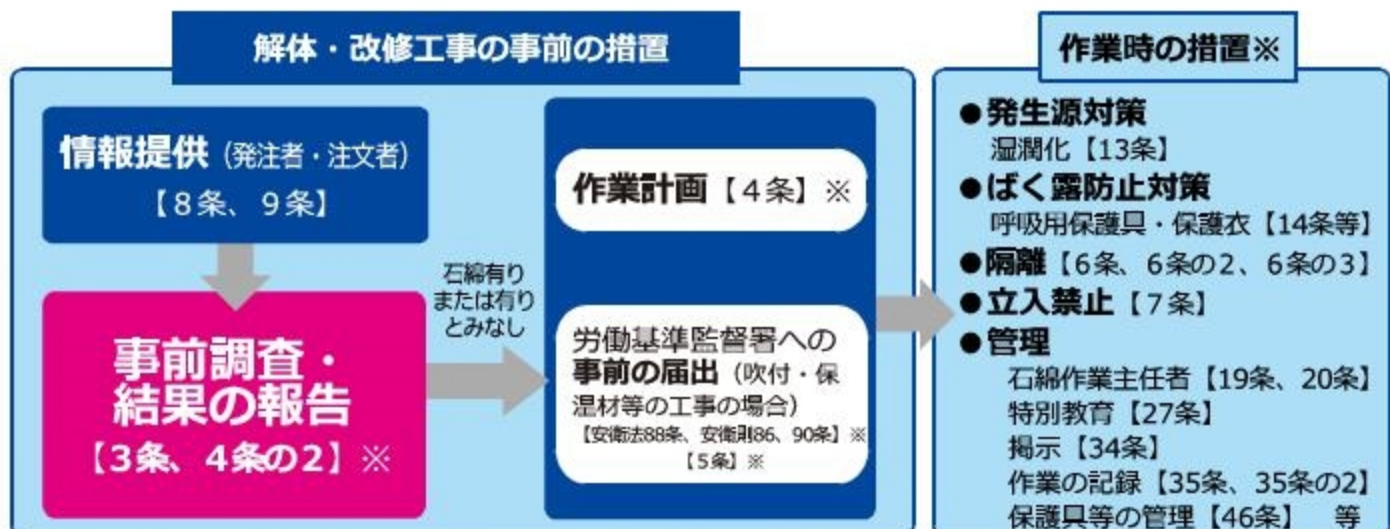 解体・改修工事の事前の措置
情報提供（発注者・注文者）
【8条、9条】
事前調査・
結果の報告
【3条、4条の2】※
石綿有り
または有り
とみなし
作業計画【4条】※
労働基準監督署への
事前の届出（吹付・保
温材等の工事の場合）
【安衛法88条、安衛則86、90条】※
【5条】※
作業時の措置※
●発生源対策
湿潤化【13条】
●ばく露防止対策
呼吸用保護具・保護衣【14条等】
●隔離【6条、6条の2、6条の3】
●立入禁止【7条】
●管理
石綿作業主任者【19条、20条】
特別教育【27条】
掲示【34条】
作業の記録【35条、35条の2】
保護具等の管理【46条】　等